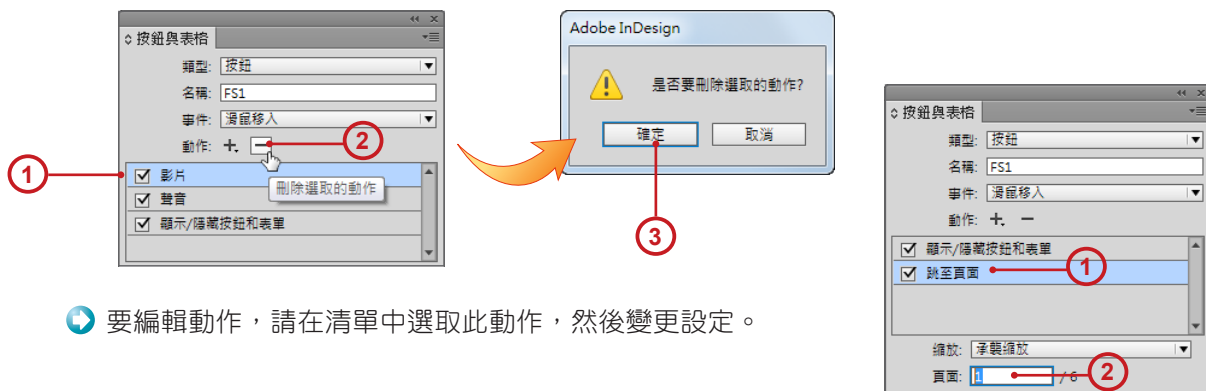 按鈕與表格
類型: 按鈕
名稱: FS1
事件: 滑鼠移入
動作:
2
1
影片
刪除選取的動作
聲音
顯示/隱藏按鈕和表單
Adobe InDesign
是否要刪除選取的動作?
確定 取消
3
要編輯動作，請在清單中選取此動作，然後變更設定。
按鈕與表格
類型: 按鈕
名稱: FS1
事件: 滑鼠移入
動作:
顯示/隱藏按鈕和表單
跳至頁面
1
縮放: 承襲縮放
頁面: 1 / 6
2